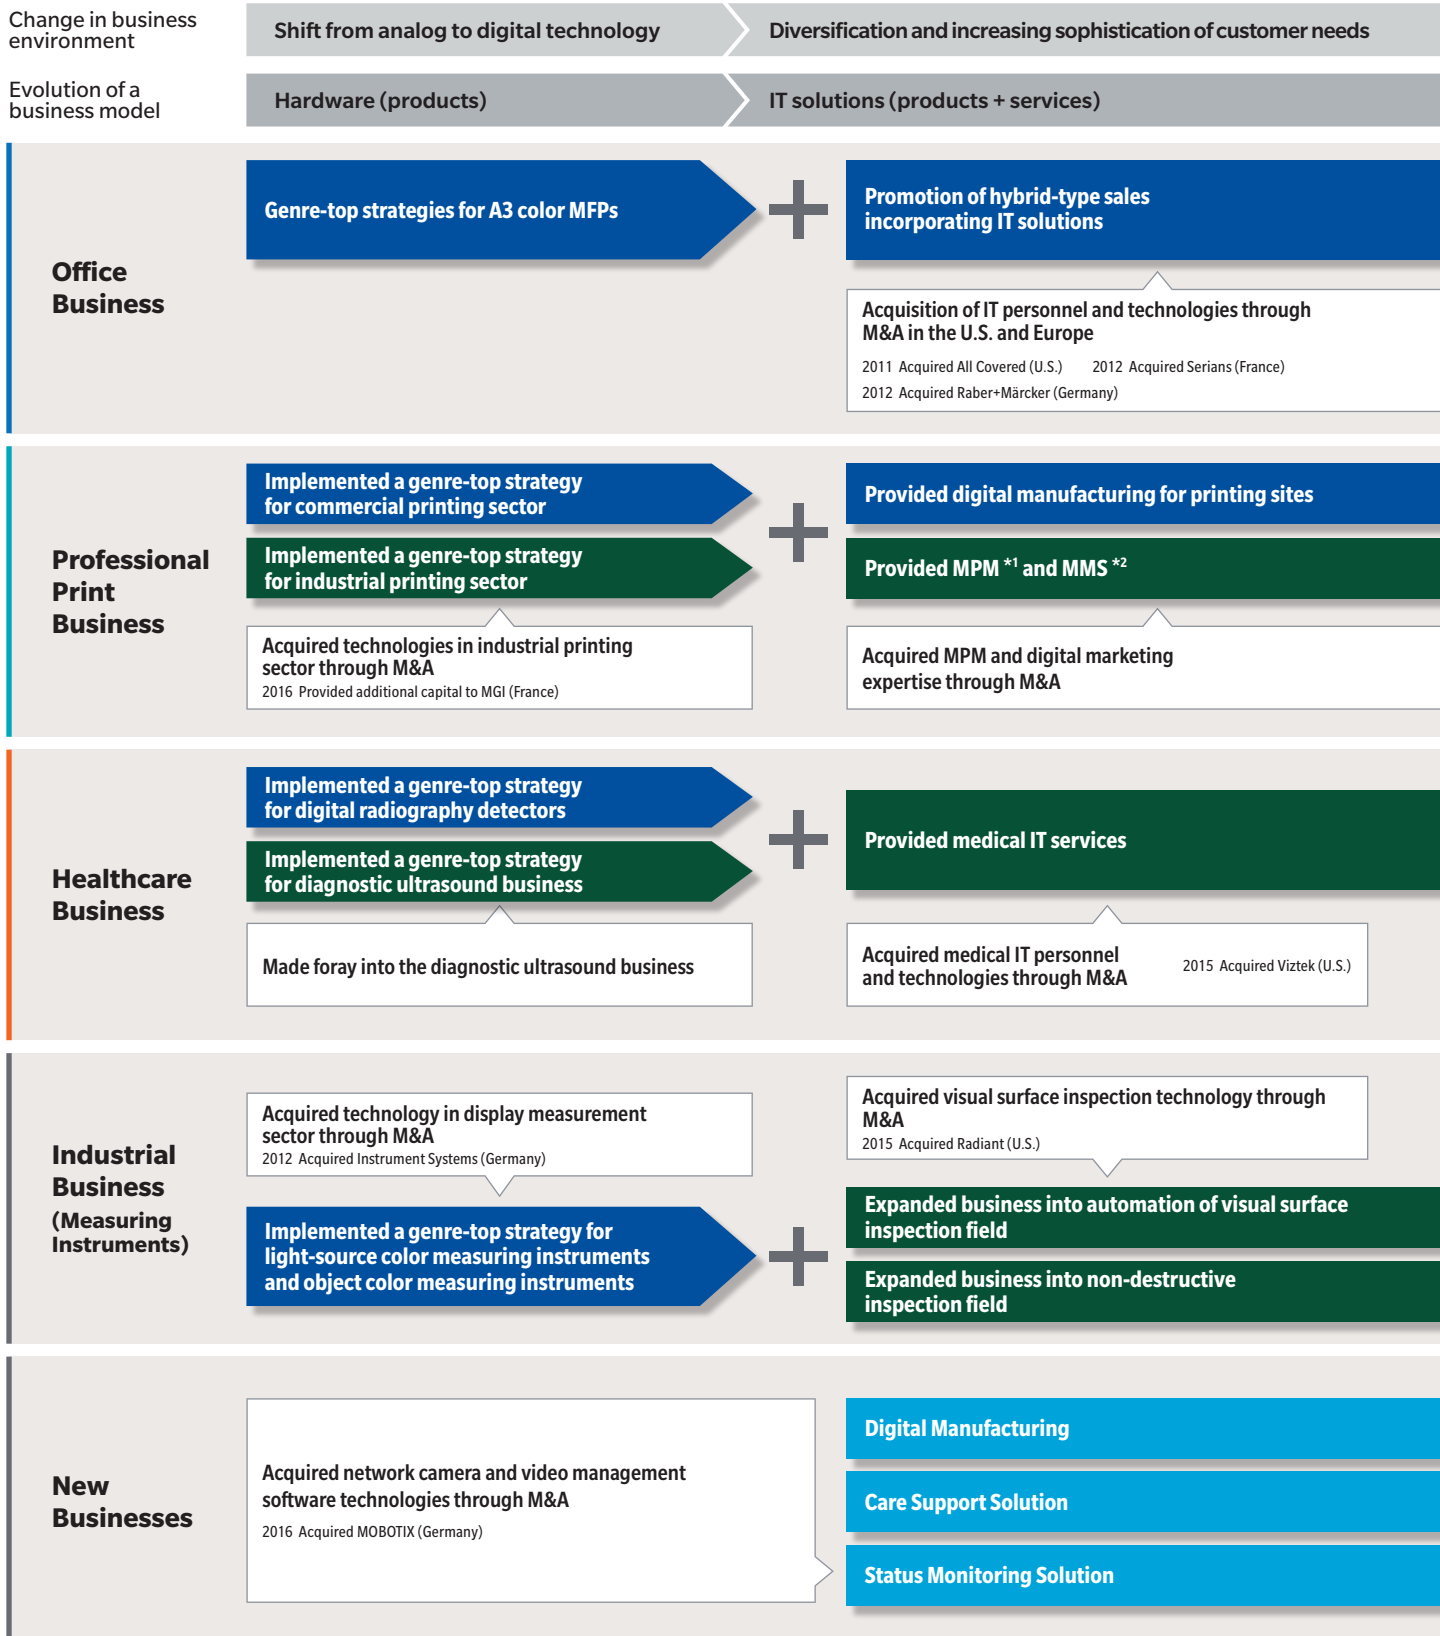 Change in business
environment
Shift from analog to digital technology
Diversification and increasing sophistication of customer needs
Evolution of a
business model
Hardware (products)
IT solutions (products + services)
Office
Business
Genre-top strategies for A3 color MFPs
Promotion of hybrid-type sales
incorporating IT solutions
Acquisition of IT personnel and technologies through
M&A in the U.S. and Europe
2011 Acquired All Covered (U.S.) 2012 Acquired Serians (France)
2012 Acquired Raber+Märcker (Germany)
Professional
Print
Business
Implemented a genre-top strategy
for commercial printing sector
Implemented a genre-top strategy
for industrial printing sector
Acquired technologies in industrial printing
sector through M&A
2016 Provided additional capital to MGI (France)
Provided digital manufacturing for printing sites
Provided MPM *1 and MMS *2
Acquired MPM and digital marketing
expertise through M&A
Healthcare
Business
Implemented a genre-top strategy
for digital radiography detectors
Implemented a genre-top strategy
for diagnostic ultrasound business
Made foray into the diagnostic ultrasound business
Provided medical IT services
Acquired medical IT personnel
and technologies through M&A
2015 Acquired Viztek (U.S.)
Industrial
Business
(Measuring
Instruments)
Acquired technology in display measurement
sector through M&A
2012 Acquired Instrument Systems (Germany)
Implemented a genre-top strategy for
light-source color measuring instruments
and object color measuring instruments
Acquired visual surface inspection technology through
M&A
2015 Acquired Radiant (U.S.)
Expanded business into automation of visual surface
inspection field
Expanded business into non-destructive
inspection field
New
Businesses
Acquired network camera and video management
software technologies through M&A
2016 Acquired MOBOTIX (Germany)
Digital Manufacturing
Care Support Solution
Status Monitoring Solution